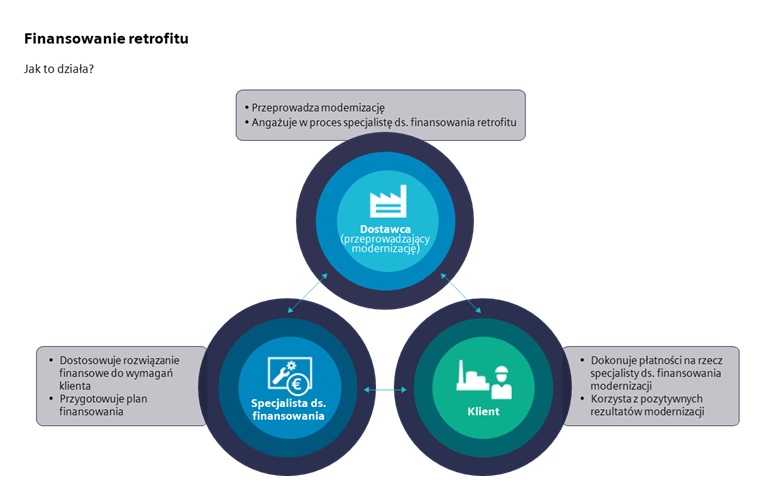 Finansowanie retrofitu
Jak to działa?
• Przeprowadza modernizację
• Angażuje w proces specjalistę ds. finansowania retrofitu
Dostawca
(przeprowadzający
modernizację)
• Dostosowuje rozwiązanie
finansowe do wymagań
klienta
• Przygotowuje plan
finansowania
€
Specjalista ds.
finansowania
Klient
• Dokonuje płatności na rzecz
specjalisty ds. finansowania
modernizacji
• Korzysta z pozytywnych
rezultatów modernizacji